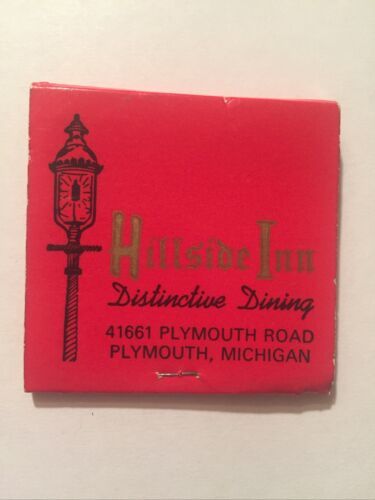 Hillside Inn
Distinctive Dining
41661 PLYMOUTH ROAD
PLYMOUTH, MICHIGAN